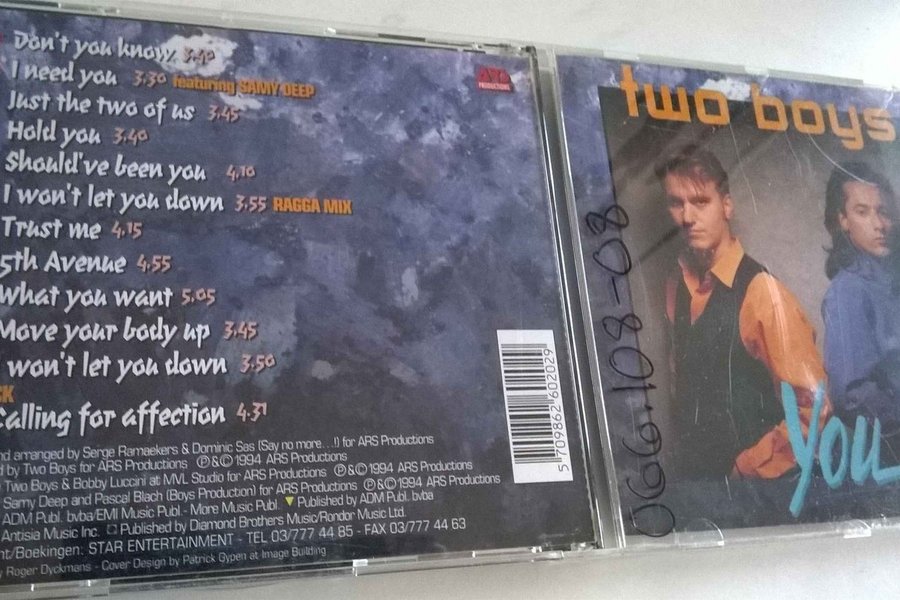 Don't you know 3.40
I need you 3.30 featuring SAMY DEEP
Just the two of us 3.45
Hold you 3.40
Should've been you 4.10
I won't let you down 3.55 RAGGA MIX
Trust me 4.15
5th Avenue 4.55
What you want 5.05
Move your body up 3.45
I won't let you down 3.50
CK
Calling for affection 4.31
nd arranged by Serge Ramaekers & Dominic Sas (Say no more...!) for ARS Productions
d by Two Boys for ARS Productions ℗&© 1994 ARS Productions
y Two Boys & Bobby Luccini at MVL Studio for ARS Productions ℗&© 1994 ARS Productions
Samy Deep and Pascal Blach (Boys Production) for ARS Productions ℗&© 1994 ARS Productions
ADM Publ. bvba/EMI Music Publ. - More Music Publ. Published by ADM Publ. bvba
Antisia Music Inc. Published by Diamond Brothers Music/Rondor Music Ltd.
nt/Boekingen: STAR ENTERTAINMENT - TEL 03/777 44 85 - FAX 03/777 44 63
y Roger Dyckmans - Cover Design by Patrick Gypen at Image Building
ARS
PRODUCTIONS
5 709862 602029
two boys
066.108-08
You